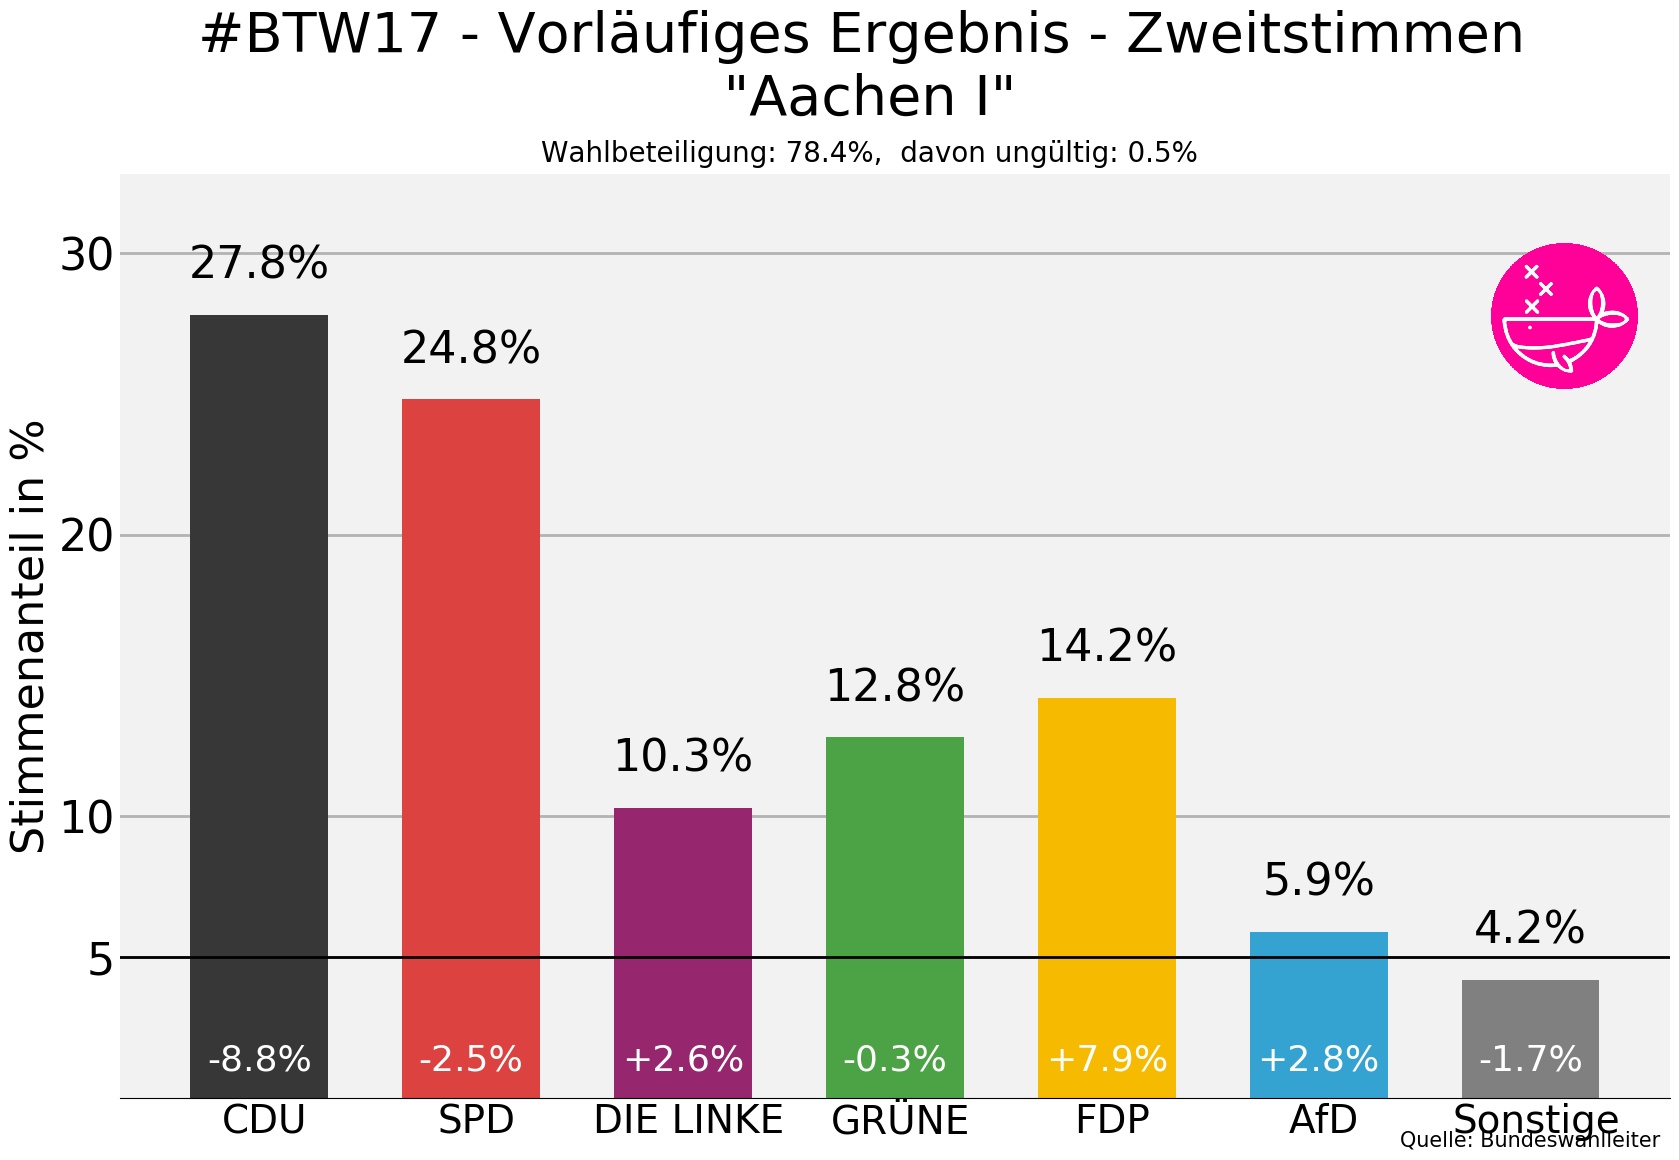 #BTW17 - Vorläufiges Ergebnis - Zweitstimmen
"Aachen I"
Wahlbeteiligung: 78.4%,  davon ungültig: 0.5%
Stimmenanteil in %
30
20
10
5
27.8%
24.8%
10.3%
12.8%
14.2%
5.9%
4.2%
-8.8%
-2.5%
+2.6%
-0.3%
+7.9%
+2.8%
-1.7%
CDU
SPD
DIE LINKE
GRÜNE
FDP
AfD
Sonstige
Quelle: Bundeswahlleiter